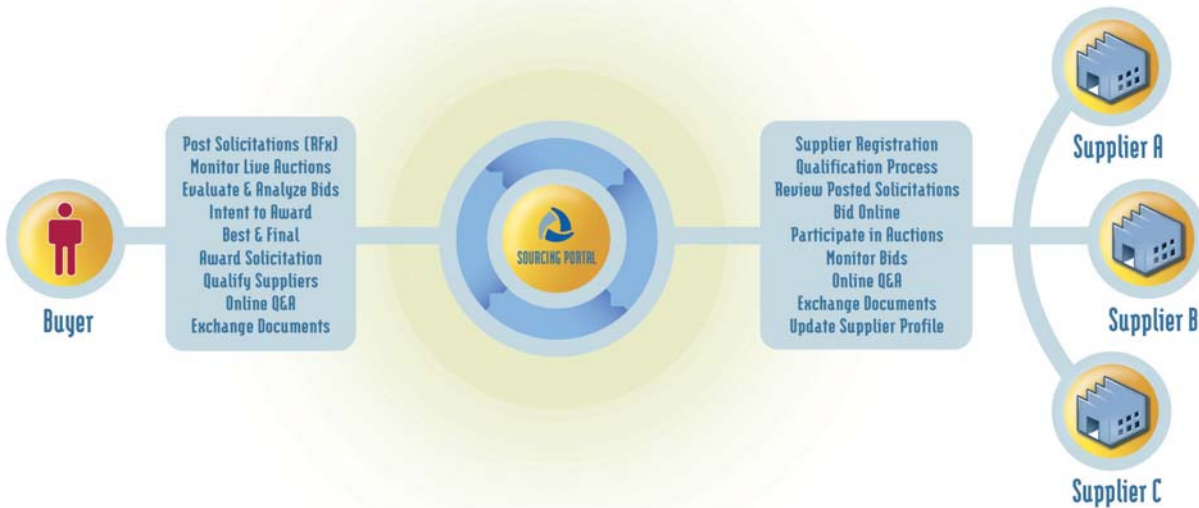 Buyer
Post Solicitations (RFx)
Monitor Live Auctions
Evaluate & Analyze Bids
Intent to Award
Best & Final
Award Solicitation
Qualify Suppliers
Online Q&A
Exchange Documents
SOURCING PORTAL
Supplier Registration
Qualification Process
Review Posted Solicitations
Bid Online
Participate in Auctions
Monitor Bids
Online Q&A
Exchange Documents
Update Supplier Profile
Supplier A
Supplier B
Supplier C